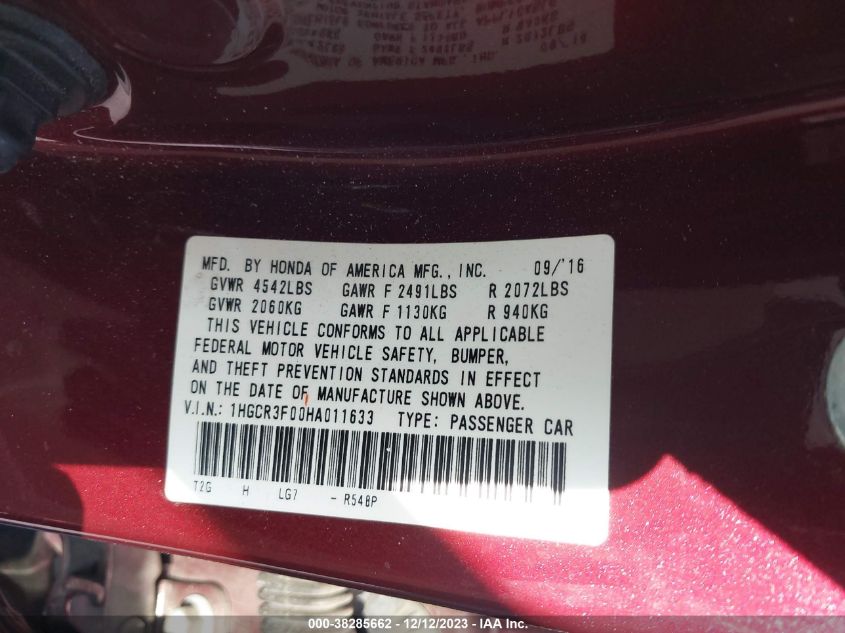 MFD. BY HONDA OF AMERICA MFG., INC. 09/'16
GVWR 4542LBS GAWR F 2491LBS R 2072LBS
GVWR 2060KG GAWR F 1130KG R 940KG
THIS VEHICLE CONFORMS TO ALL APPLICABLE
FEDERAL MOTOR VEHICLE SAFETY, BUMPER,
AND THEFT PREVENTION STANDARDS IN EFFECT
ON THE DATE OF MANUFACTURE SHOWN ABOVE.
V.I.N.: 1HGCR3F00HA011633 TYPE: PASSENGER CAR
T2G H LG7 - R548P
000-38285662 - 12/12/2023 - IAA Inc.